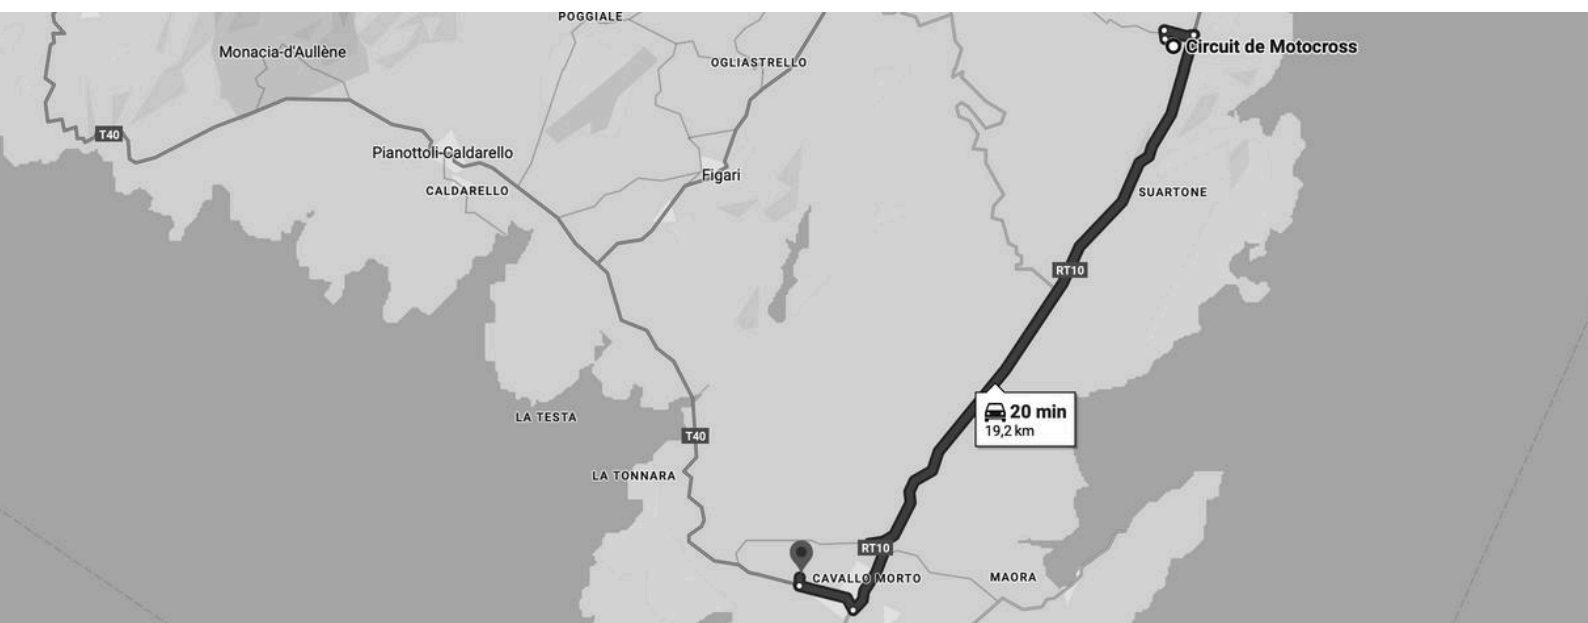 POGGIALE
Circuit de Motocross
Monacia-d'Aullène
OGLIASTRELLO
T40
Pianottoli-Caldarello
Figari
CALDARELLO
SUARTONE
RT10
20 min
19,2 km
LA TESTA
T40
LA TONNARA
RT10
CAVALLO MORTO
MAORA